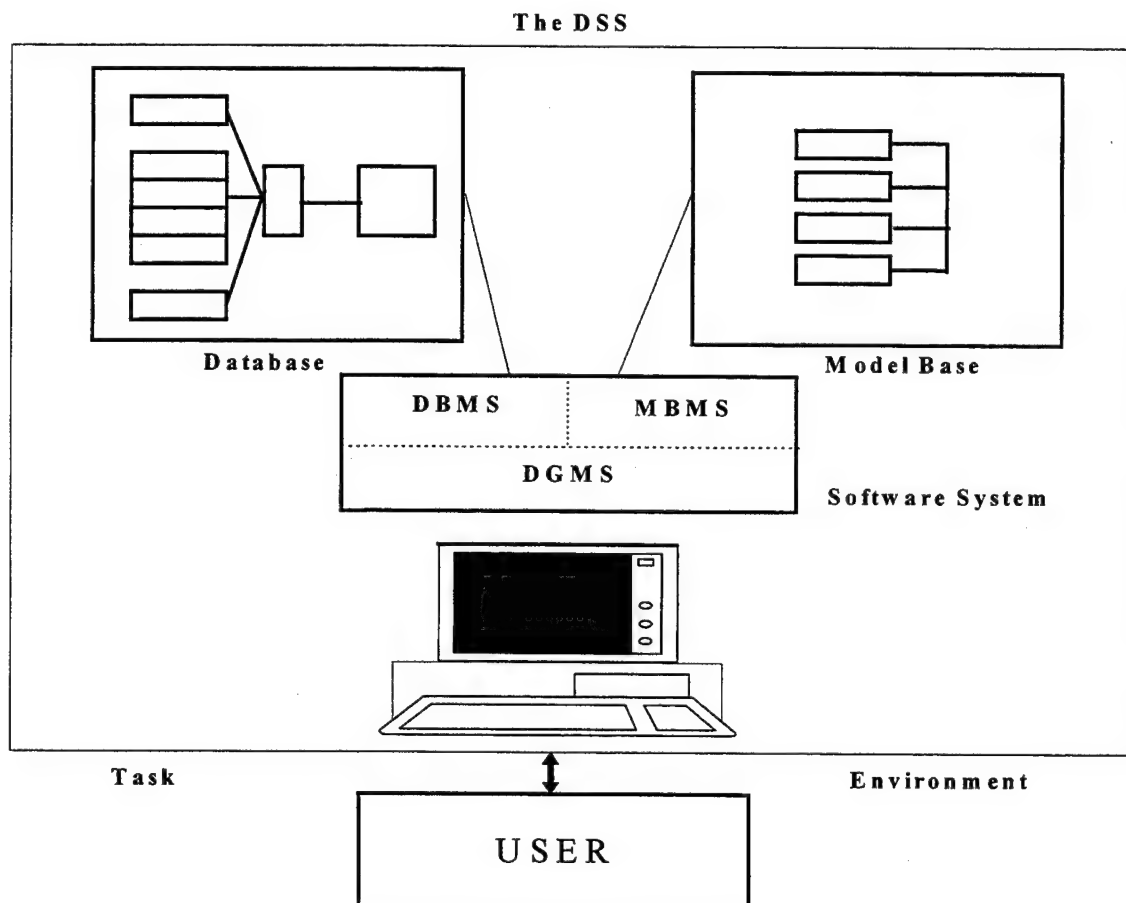 The DSS
Database
Model Base
DBMS
MBMS
DGMS
Software System
Task
Environment
USER